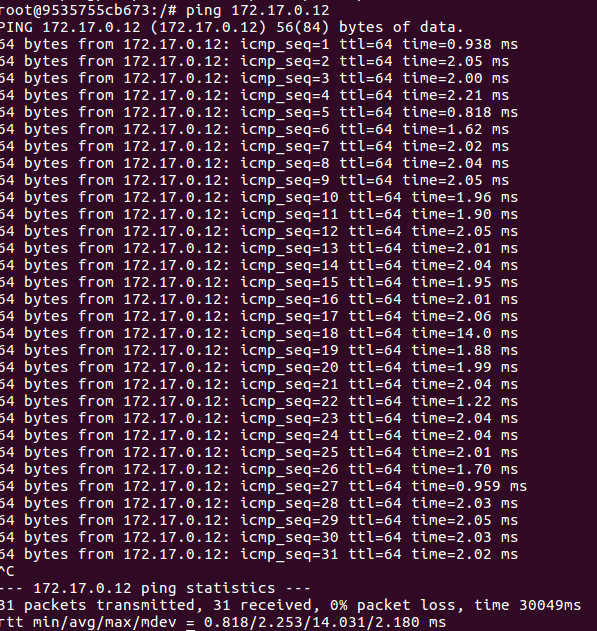 root@9535755cb673:/# ping 172.17.0.12
PING 172.17.0.12 (172.17.0.12) 56(84) bytes of data.
64 bytes from 172.17.0.12: icmp_seq=1 ttl=64 time=0.938 ms
64 bytes from 172.17.0.12: icmp_seq=2 ttl=64 time=2.05 ms
64 bytes from 172.17.0.12: icmp_seq=3 ttl=64 time=2.00 ms
64 bytes from 172.17.0.12: icmp_seq=4 ttl=64 time=2.21 ms
64 bytes from 172.17.0.12: icmp_seq=5 ttl=64 time=0.818 ms
64 bytes from 172.17.0.12: icmp_seq=6 ttl=64 time=1.62 ms
64 bytes from 172.17.0.12: icmp_seq=7 ttl=64 time=2.02 ms
64 bytes from 172.17.0.12: icmp_seq=8 ttl=64 time=2.04 ms
64 bytes from 172.17.0.12: icmp_seq=9 ttl=64 time=2.05 ms
64 bytes from 172.17.0.12: icmp_seq=10 ttl=64 time=1.96 ms
64 bytes from 172.17.0.12: icmp_seq=11 ttl=64 time=1.90 ms
64 bytes from 172.17.0.12: icmp_seq=12 ttl=64 time=2.05 ms
64 bytes from 172.17.0.12: icmp_seq=13 ttl=64 time=2.01 ms
64 bytes from 172.17.0.12: icmp_seq=14 ttl=64 time=2.04 ms
64 bytes from 172.17.0.12: icmp_seq=15 ttl=64 time=1.95 ms
64 bytes from 172.17.0.12: icmp_seq=16 ttl=64 time=2.01 ms
64 bytes from 172.17.0.12: icmp_seq=17 ttl=64 time=2.06 ms
64 bytes from 172.17.0.12: icmp_seq=18 ttl=64 time=14.0 ms
64 bytes from 172.17.0.12: icmp_seq=19 ttl=64 time=1.88 ms
64 bytes from 172.17.0.12: icmp_seq=20 ttl=64 time=1.99 ms
64 bytes from 172.17.0.12: icmp_seq=21 ttl=64 time=2.04 ms
64 bytes from 172.17.0.12: icmp_seq=22 ttl=64 time=1.22 ms
64 bytes from 172.17.0.12: icmp_seq=23 ttl=64 time=2.04 ms
64 bytes from 172.17.0.12: icmp_seq=24 ttl=64 time=2.04 ms
64 bytes from 172.17.0.12: icmp_seq=25 ttl=64 time=2.01 ms
64 bytes from 172.17.0.12: icmp_seq=26 ttl=64 time=1.70 ms
64 bytes from 172.17.0.12: icmp_seq=27 ttl=64 time=0.959 ms
64 bytes from 172.17.0.12: icmp_seq=28 ttl=64 time=2.03 ms
64 bytes from 172.17.0.12: icmp_seq=29 ttl=64 time=2.05 ms
64 bytes from 172.17.0.12: icmp_seq=30 ttl=64 time=2.03 ms
64 bytes from 172.17.0.12: icmp_seq=31 ttl=64 time=2.02 ms
^C
--- 172.17.0.12 ping statistics ---
31 packets transmitted, 31 received, 0% packet loss, time 30049ms
rtt min/avg/max/mdev = 0.818/2.253/14.031/2.180 ms